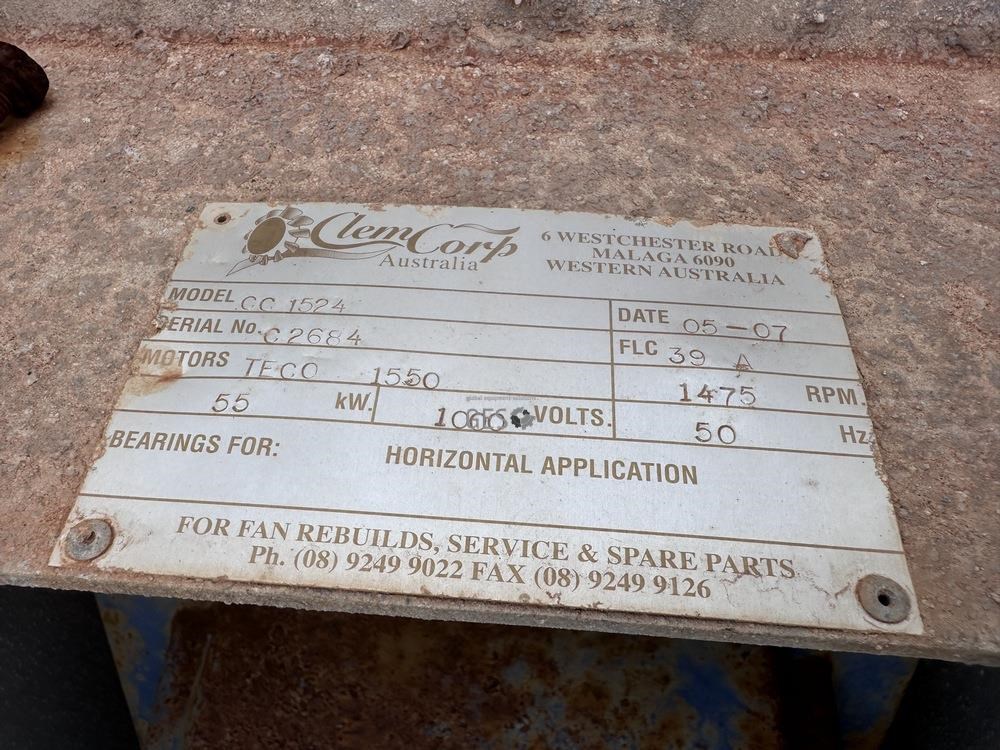 ClemCorp
Australia
6 WESTCHESTER ROAD
MALAGA 6090
WESTERN AUSTRALIA
MODEL CC 1524
DATE 05-07
SERIAL No. C2684
FLC 39 A
MOTORS TECO 1550
1475 RPM.
55 kW.
1000 VOLTS.
50 Hz
BEARINGS FOR:
HORIZONTAL APPLICATION
FOR FAN REBUILDS, SERVICE & SPARE PARTS
Ph. (08) 9249 9022 FAX (08) 9249 9126